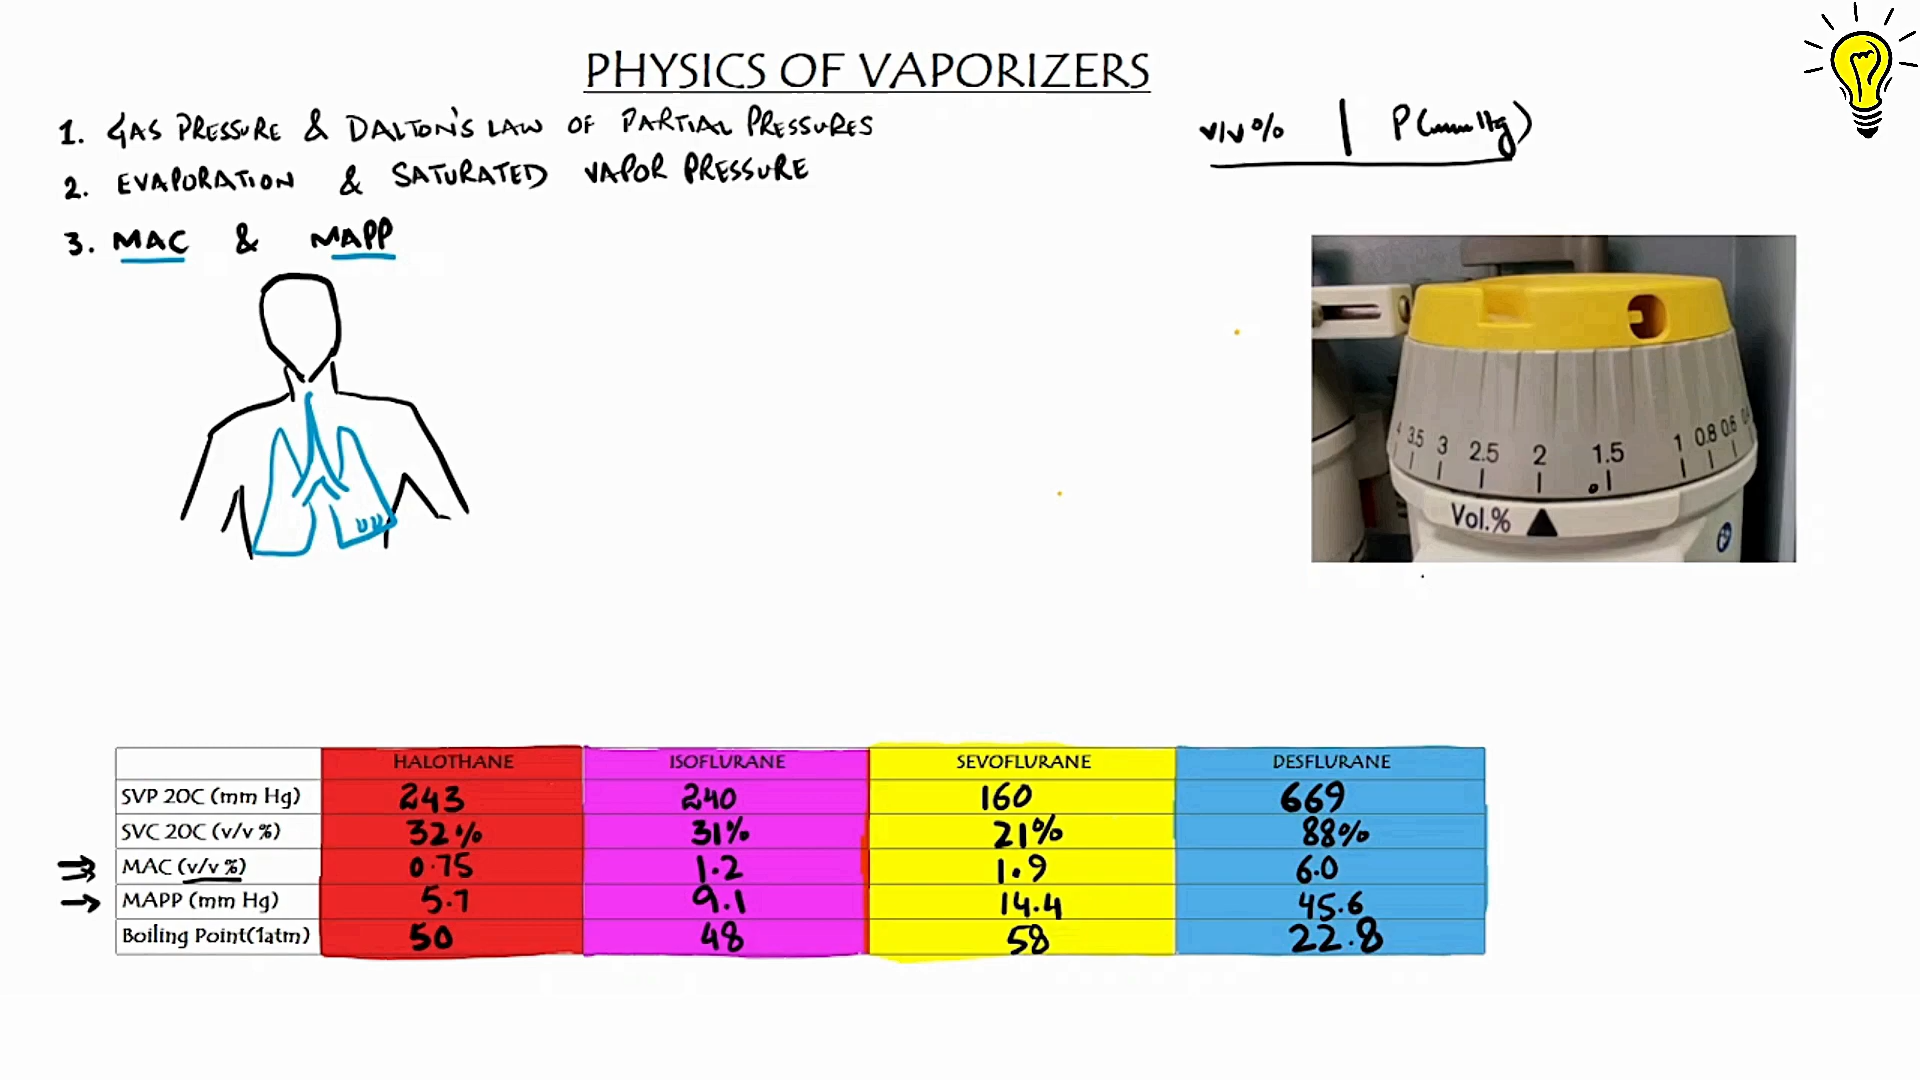 PHYSICS OF VAPORIZERS
1. GAS PRESSURE & DALTON'S LAW OF PARTIAL PRESSURES
2. EVAPORATION & SATURATED VAPOR PRESSURE
3. MAC & MAPP
v/v% | P(mmHg)
4 3.5 3 2.5 2 1.5 1 0.8 0.6 0.4
Vol.%
HALOTHANE ISOFLURANE SEVOFLURANE DESFLURANE
SVP 20C (mm Hg) 243 240 160 669
SVC 20C (v/v %) 32% 31% 21% 88%
MAC (v/v %) 0.75 1.2 1.9 6.0
MAPP (mm Hg) 5.7 9.1 14.4 45.6
Boiling Point(1atm) 50 48 58 22.8